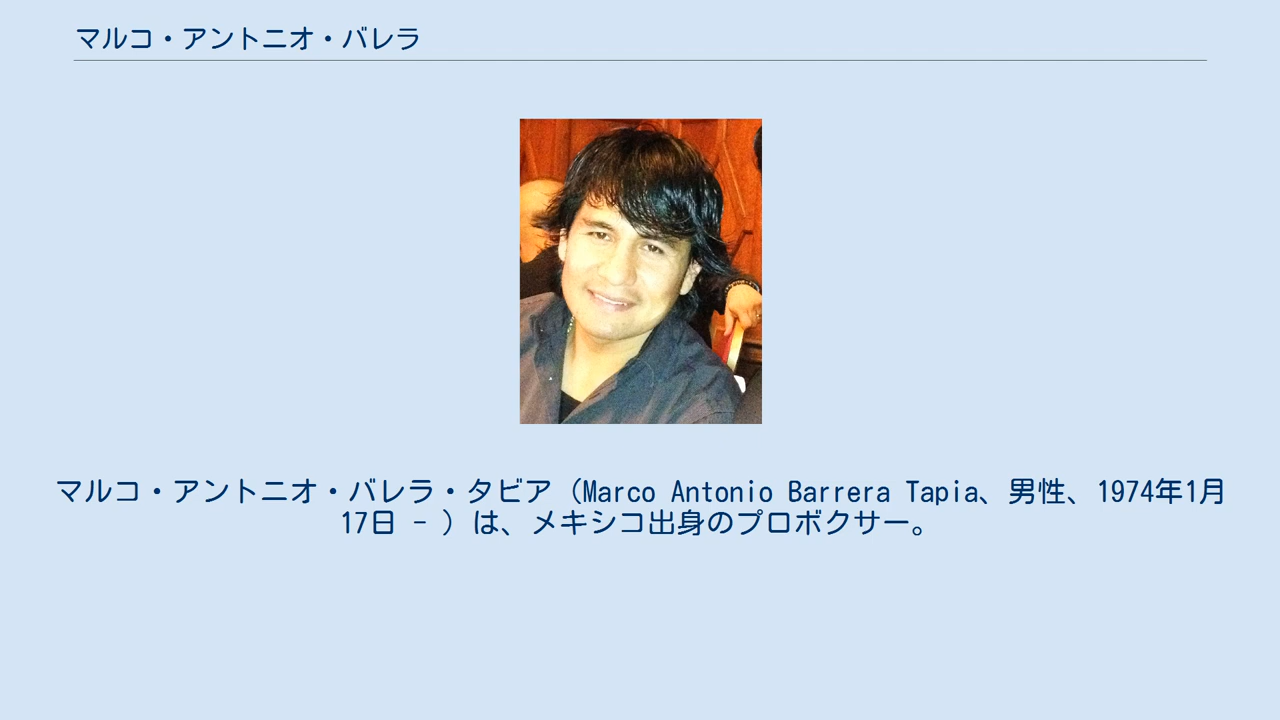 マルコ・アントニオ・バレラ
マルコ・アントニオ・バレラ・タピア（Marco Antonio Barrera Tapia、男性、1974年1月
17日 - ）は、メキシコ出身のプロボクサー。